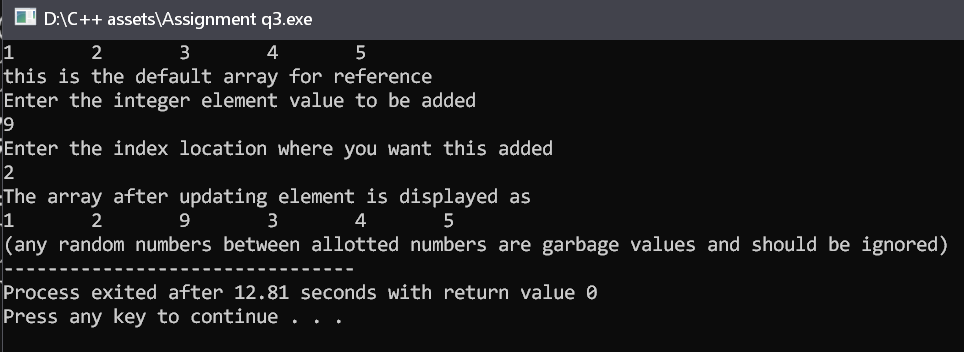 D:\C++ assets\Assignment q3.exe
1 2 3 4 5
this is the default array for reference
Enter the integer element value to be added
9
Enter the index location where you want this added
2
The array after updating element is displayed as
1 2 9 3 4 5
(any random numbers between allotted numbers are garbage values and should be ignored)
--------------------------------
Process exited after 12.81 seconds with return value 0
Press any key to continue . . .